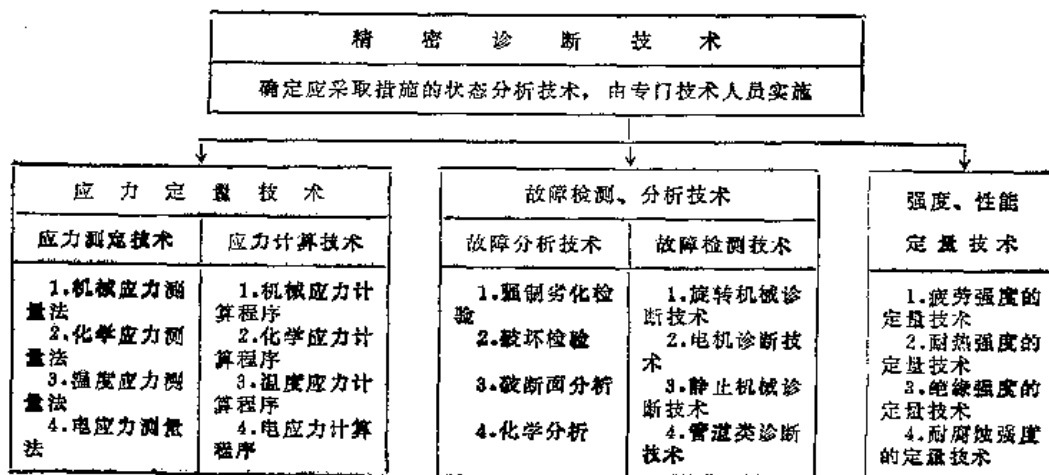 精密诊断技术
确定应采取措施的状态分析技术，由专门技术人员实施
应力定量技术
应力测定技术
应力计算技术
1.机械应力测
量法
2.化学应力测
量法
3.温度应力测
量法
4.电应力测量
法
1.机械应力计
算程序
2.化学应力计
算程序
3.温度应力计
算程序
4.电应力计算
程序
故障检测、分析技术
故障分析技术
故障检测技术
1.强制劣化检
验
2.破坏检验
3.破断面分析
4.化学分析
1.旋转机械诊
断技术
2.电机诊断技
术
3.静止机械诊
断技术
4.管道类诊断
技术
强度、性能
定量技术
1.疲劳强度的
定量技术
2.耐热强度的
定量技术
3.绝缘强度的
定量技术
4.耐腐蚀强度
的定量技术